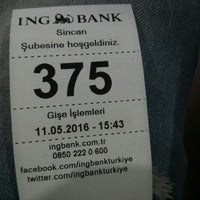 ING BANK
Sincan
Şubesine hoşgeldiniz.
375
Gişe İşlemleri
11.05.2016 - 15:43
ingbank.com.tr
0850 222 0 600
facebook.com/ingbankturkiye
twitter.com/ingbankturkiye